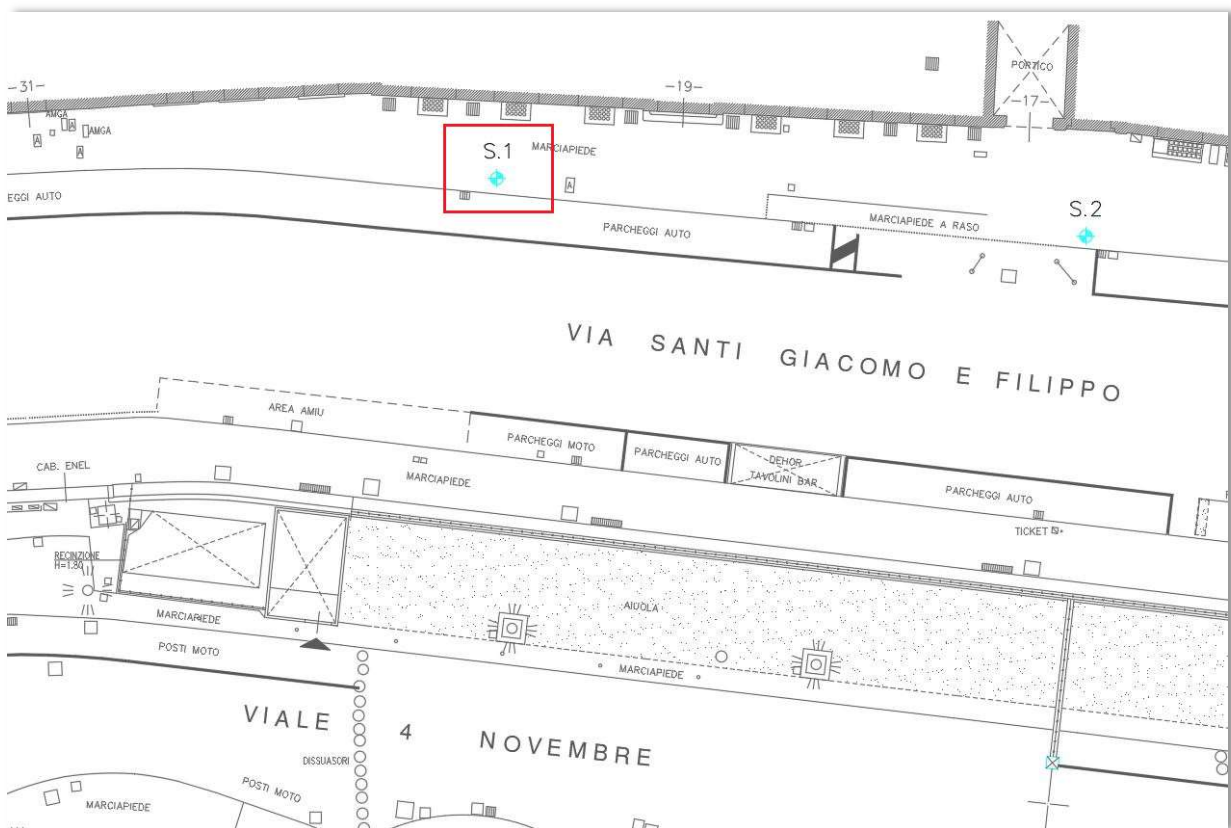 PORTICO
-31-
-19-
-17-
AMGA
AMGA
A
A
A
S.1
MARCIAPIEDE
A
EGGI AUTO
S.2
MARCIAPIEDE A RASO
PARCHEGGI AUTO
VIA SANTI GIACOMO E FILIPPO
AREA AMIU
PARCHEGGI MOTO
PARCHEGGI AUTO
DEHOR
TAVOLINI BAR
PARCHEGGI AUTO
CAB. ENEL
MARCIAPIEDE
TICKET
RECINZIONE
H=1.80
AIUOLA
MARCIAPIEDE
POSTI MOTO
MARCIAPIEDE
VIALE 4 NOVEMBRE
DISSUASORI
POSTI MOTO
MARCIAPIEDE